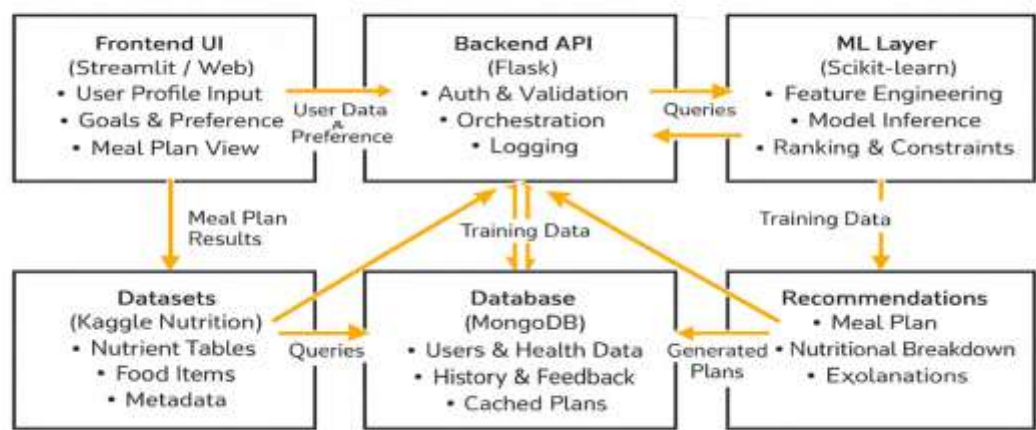 Frontend UI
(Streamlit / Web)
• User Profile Input
• Goals & Preference
• Meal Plan View
User Data
&
Preference
Backend API
(Flask)
• Auth & Validation
• Orchestration
• Logging
Queries
ML Layer
(Scikit-learn)
• Feature Engineering
• Model Inference
• Ranking & Constraints
Meal Plan
Results
Training Data
Training Data
Datasets
(Kaggle Nutrition)
• Nutrient Tables
• Food Items
• Metadata
Queries
Database
(MongoDB)
• Users & Health Data
• History & Feedback
• Cached Plans
Generated
Plans
Recommendations
• Meal Plan
• Nutritional Breakdown
• Exolanations